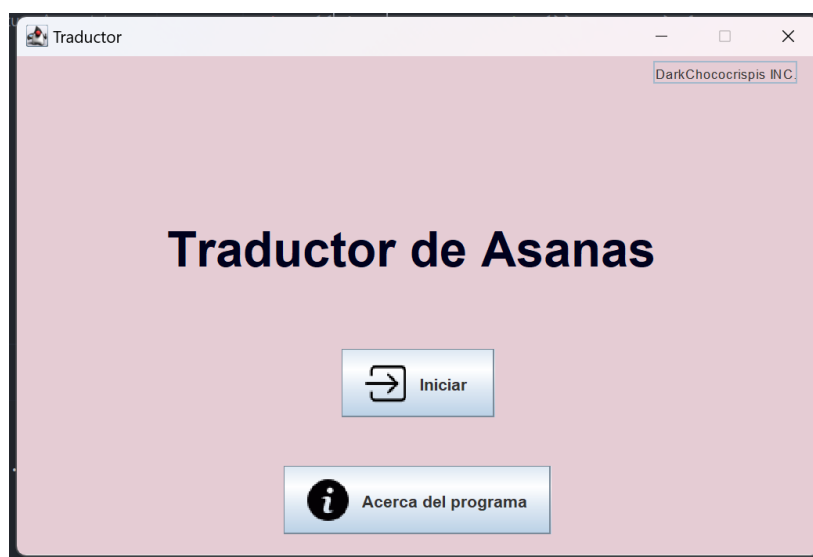 Traductor
DarkChococrispis INC.
Traductor de Asanas
Iniciar
Acerca del programa